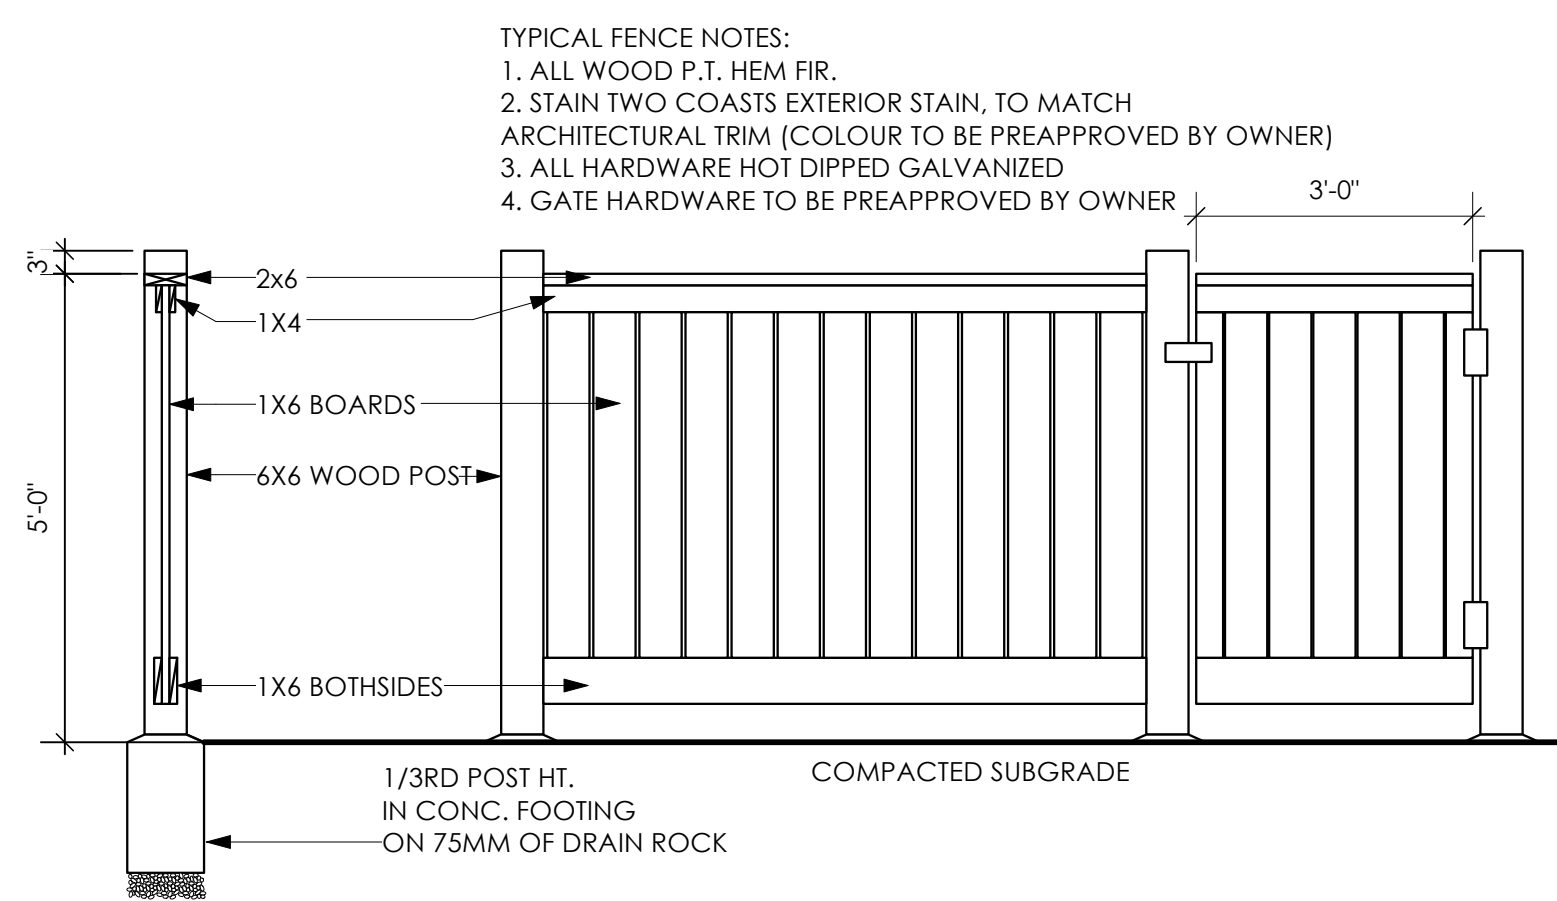 TYPICAL FENCE NOTES:
1. ALL WOOD P.T. HEM FIR.
2. STAIN TWO COASTS EXTERIOR STAIN, TO MATCH
ARCHITECTURAL TRIM (COLOUR TO BE PREAPPROVED BY OWNER)
3. ALL HARDWARE HOT DIPPED GALVANIZED
4. GATE HARDWARE TO BE PREAPPROVED BY OWNER
3'-0"
3"
2x6
1X4
1X6 BOARDS
6X6 WOOD POST
5'-0"
1X6 BOTHSIDES
COMPACTED SUBGRADE
1/3RD POST HT.
IN CONC. FOOTING
ON 75MM OF DRAIN ROCK